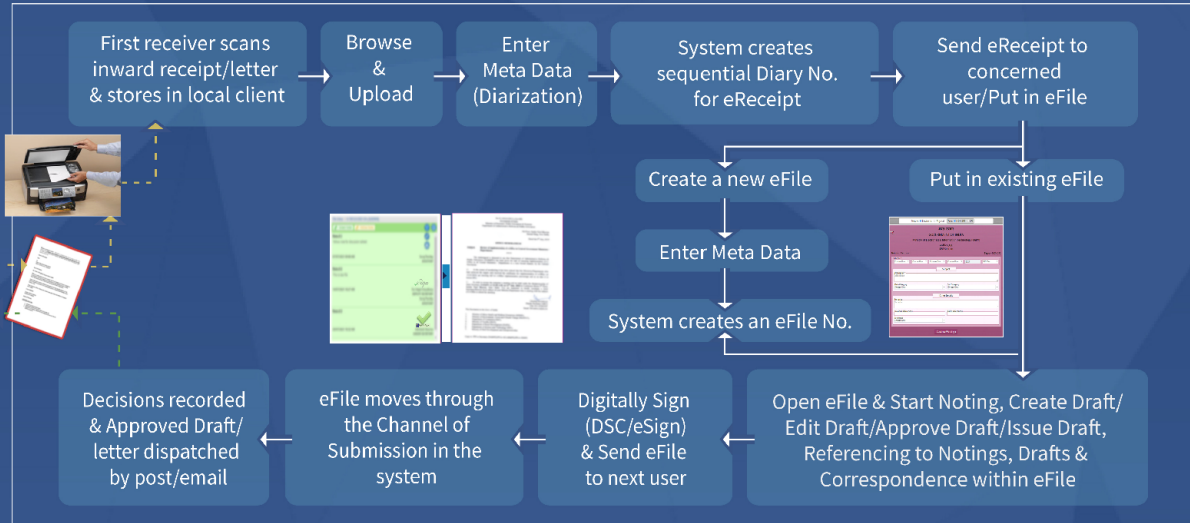 First receiver scans
inward receipt/letter
& stores in local client
Browse
&
Upload
Enter
Meta Data
(Diarization)
System creates
sequential Diary No.
for eReceipt
Send eReceipt to
concerned
user/Put in eFile
Create a new eFile
Put in existing eFile
Enter Meta Data
System creates an eFile No.
Open eFile & Start Noting, Create Draft/
Edit Draft/Approve Draft/Issue Draft,
Referencing to Notings, Drafts &
Correspondence within eFile
Digitally Sign
(DSC/eSign)
& Send eFile
to next user
eFile moves through
the Channel of
Submission in the
system
Decisions recorded
& Approved Draft/
letter dispatched
by post/email